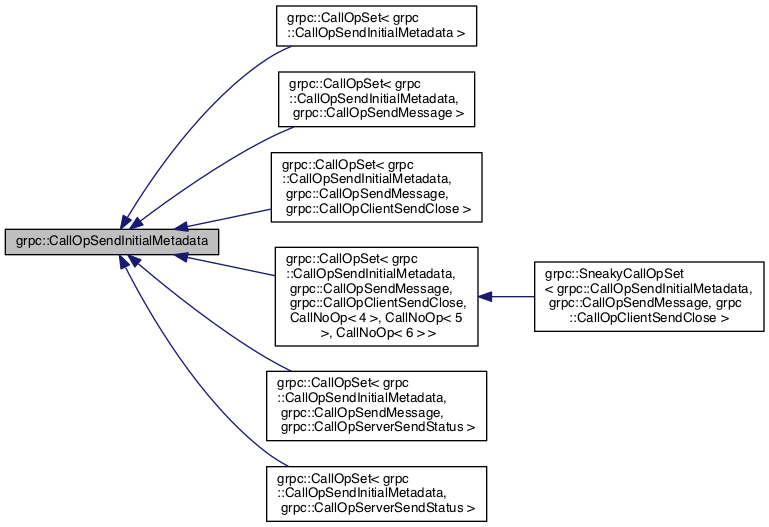 grpc::CallOpSet< grpc
::CallOpSendInitialMetadata >
grpc::CallOpSet< grpc
::CallOpSendInitialMetadata,
grpc::CallOpSendMessage >
grpc::CallOpSet< grpc
::CallOpSendInitialMetadata,
grpc::CallOpSendMessage,
grpc::CallOpClientSendClose >
grpc::CallOpSendInitialMetadata
grpc::CallOpSet< grpc
::CallOpSendInitialMetadata,
grpc::CallOpSendMessage,
grpc::CallOpClientSendClose,
CallNoOp< 4 >, CallNoOp< 5
>, CallNoOp< 6 > >
grpc::SneakyCallOpSet
< grpc::CallOpSendInitialMetadata,
grpc::CallOpSendMessage, grpc
::CallOpClientSendClose >
grpc::CallOpSet< grpc
::CallOpSendInitialMetadata,
grpc::CallOpSendMessage,
grpc::CallOpServerSendStatus >
grpc::CallOpSet< grpc
::CallOpSendInitialMetadata,
grpc::CallOpServerSendStatus >